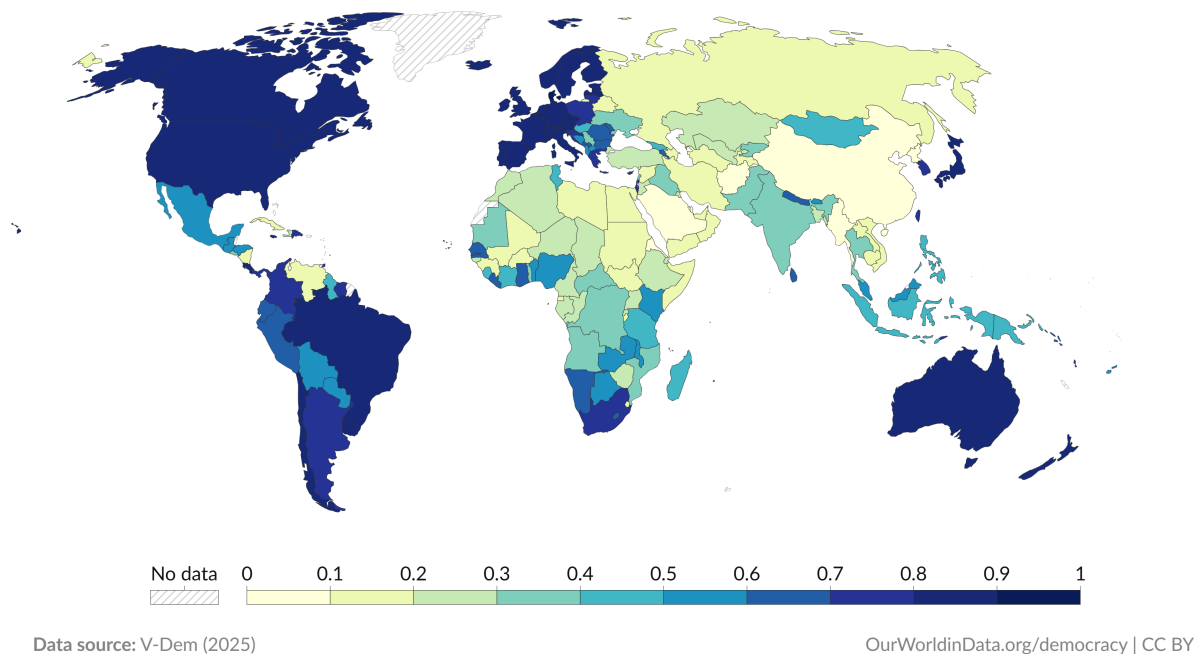 No data 0 0.1 0.2 0.3 0.4 0.5 0.6 0.7 0.8 0.9 1
Data source: V-Dem (2025) OurWorldinData.org/democracy | CC BY